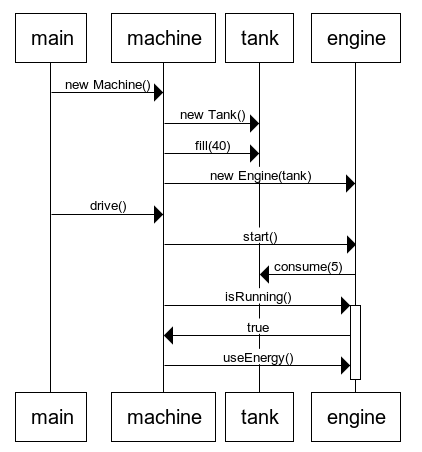 main machine tank engine
new Machine()
new Tank()
fill(40)
new Engine(tank)
drive()
start()
consume(5)
isRunning()
true
useEnergy()
main machine tank engine